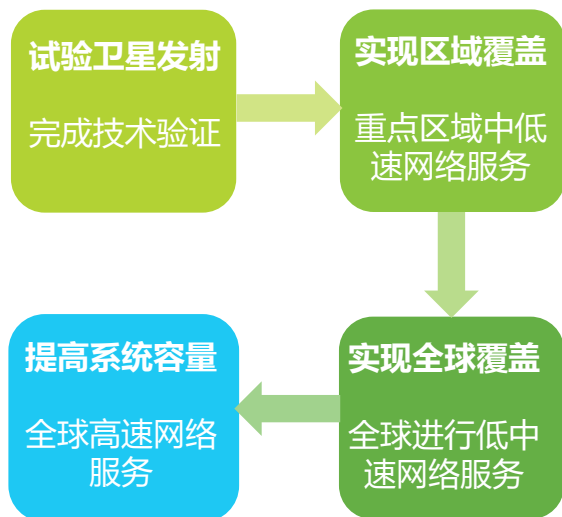 试验卫星发射
完成技术验证
实现区域覆盖
重点区域中低
速网络服务
实现全球覆盖
全球进行低中
速网络服务
提高系统容量
全球高速网络
服务